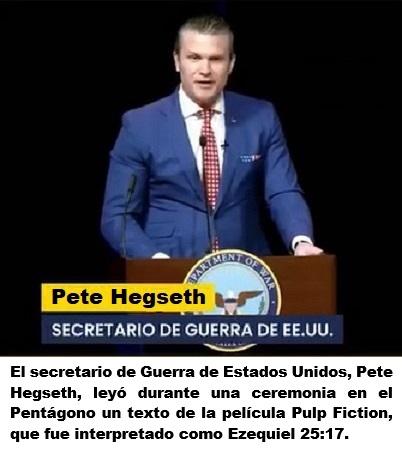 DEPARTMENT OF WAR
Pete Hegseth
SECRETARIO DE GUERRA DE EE.UU.
El secretario de Guerra de Estados Unidos, Pete
Hegseth, leyó durante una ceremonia en el
Pentágono un texto de la película Pulp Fiction,
que fue interpretado como Ezequiel 25:17.